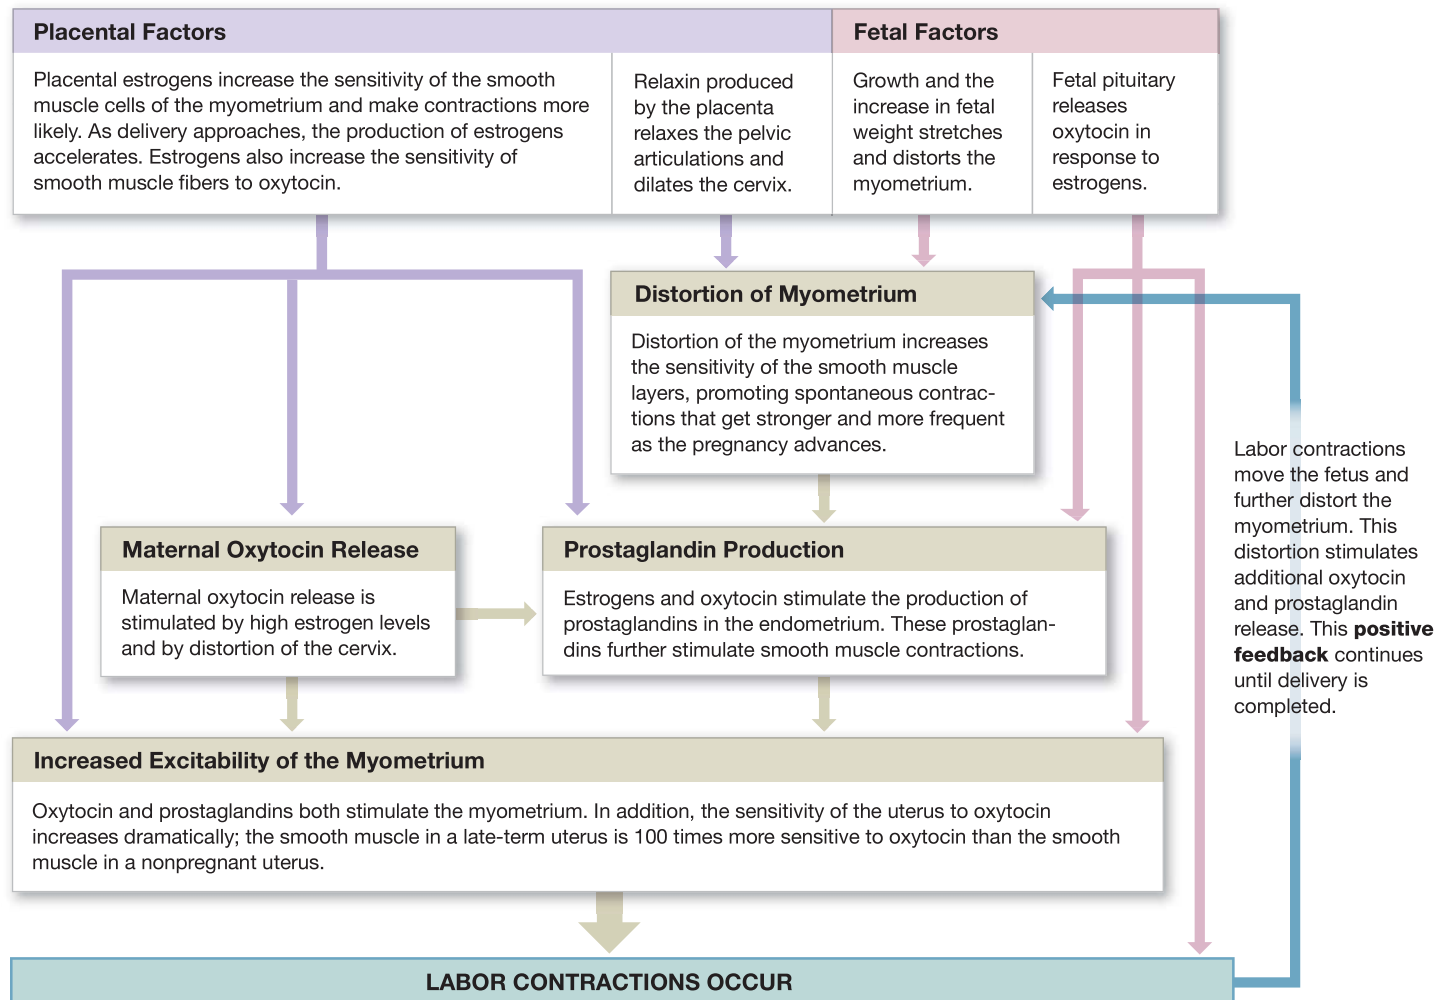 Placental Factors
Placental estrogens increase the sensitivity of the smooth
muscle cells of the myometrium and make contractions more
likely. As delivery approaches, the production of estrogens
accelerates. Estrogens also increase the sensitivity of
smooth muscle fibers to oxytocin.
Relaxin produced
by the placenta
relaxes the pelvic
articulations and
dilates the cervix.
Fetal Factors
Growth and the
increase in fetal
weight stretches
and distorts the
myometrium.
Fetal pituitary
releases
oxytocin in
response to
estrogens.
Distortion of Myometrium
Distortion of the myometrium increases
the sensitivity of the smooth muscle
layers, promoting spontaneous contrac-
tions that get stronger and more frequent
as the pregnancy advances.
Maternal Oxytocin Release
Maternal oxytocin release is
stimulated by high estrogen levels
and by distortion of the cervix.
Prostaglandin Production
Estrogens and oxytocin stimulate the production of
prostaglandins in the endometrium. These prostaglan-
dins further stimulate smooth muscle contractions.
Labor contractions
move the fetus and
further distort the
myometrium. This
distortion stimulates
additional oxytocin
and prostaglandin
release. This positive
feedback continues
until delivery is
completed.
Increased Excitability of the Myometrium
Oxytocin and prostaglandins both stimulate the myometrium. In addition, the sensitivity of the uterus to oxytocin
increases dramatically; the smooth muscle in a late-term uterus is 100 times more sensitive to oxytocin than the smooth
muscle in a nonpregnant uterus.
LABOR CONTRACTIONS OCCUR